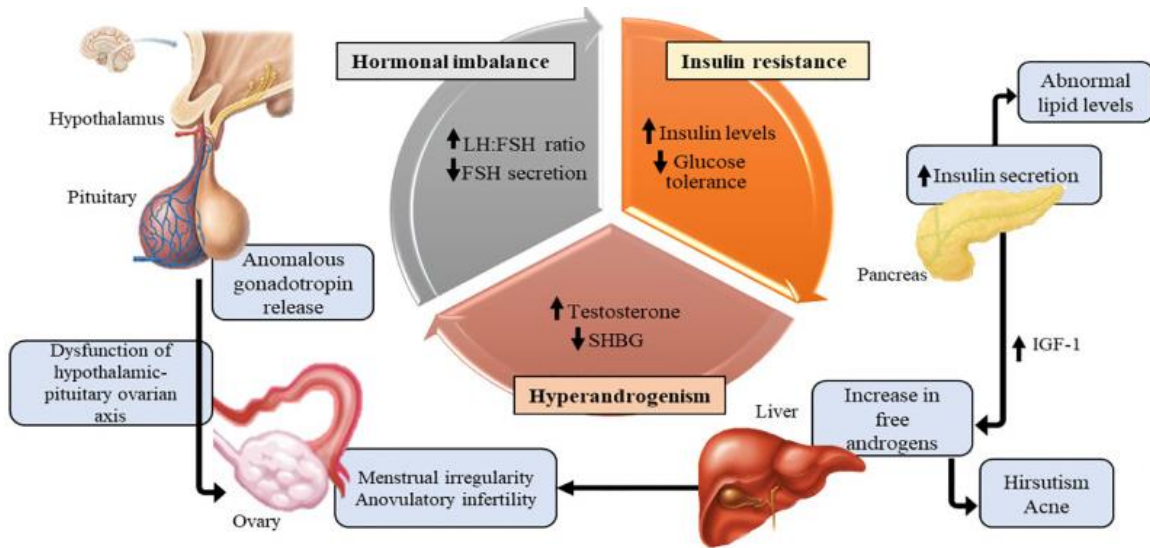 Hormonal imbalance
Insulin resistance
Hypothalamus
Pituitary
LH:FSH ratio
FSH secretion
Insulin levels
Glucose
tolerance
Abnormal
lipid levels
Insulin secretion
Pancreas
Anomalous
gonadotropin
release
Testosterone
SHBG
Hyperandrogenism
Dysfunction of
hypothalamic-
pituitary ovarian
axis
IGF-1
Liver
Increase in
free
androgens
Menstrual irregularity
Anovulatory infertility
Ovary
Hirsutism
Acne